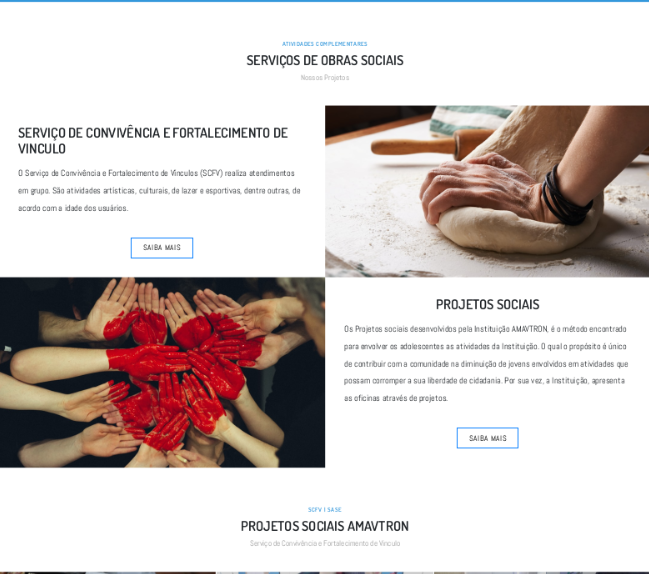 ATIVIDADES COMPLEMENTARES
SERVIÇOS DE OBRAS SOCIAIS
Nossos Projetos
SERVIÇO DE CONVIVÊNCIA E FORTALECIMENTO DE
VINCULO
O Serviço de Convivência e Fortalecimento de Vínculos (SCFV) realiza atendimentos
em grupo. São atividades artísticas, culturais, de lazer e esportivas, dentre outras, de
acordo com a idade dos usuários.
SAIBA MAIS
PROJETOS SOCIAIS
Os Projetos sociais desenvolvidos pela Instituição AMAVTRON, é o método encontrado
para envolver os adolescentes as atividades da Instituição. O qual o propósito é único
de contribuir com a comunidade na diminuição de jovens envolvidos em atividades que
possam corromper a sua liberdade de cidadania. Por sua vez, a Instituição, apresenta
as oficinas através de projetos.
SAIBA MAIS
SCFV | SASE
PROJETOS SOCIAIS AMAVTRON
Serviço de Convivência e Fortalecimento de Vinculo